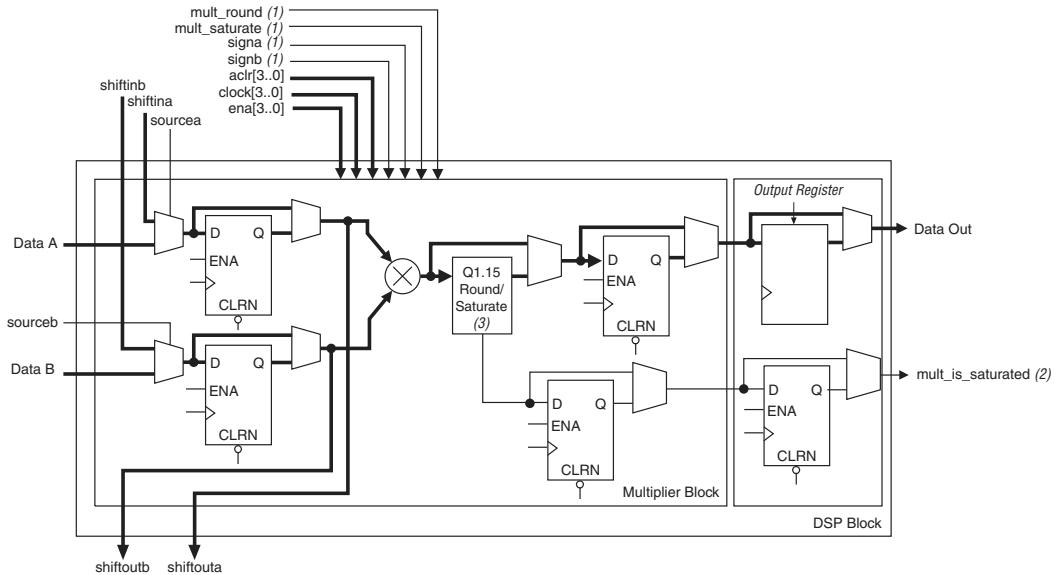 mult_round (1)
mult_saturate (1)
signa (1)
signb (1)
aclr[3..0]
clock[3..0]
ena[3..0]
shiftinb
shiftina
sourcea
Output Register
Data A
D Q
ENA
CLRN
Q1.15
Round/
Saturate
(3)
D Q
ENA
CLRN
Data Out
sourceb
Data B
D Q
ENA
CLRN
D Q
ENA
CLRN
D Q
ENA
CLRN
mult_is_saturated (2)
Multiplier Block
DSP Block
shiftoutb
shiftouta